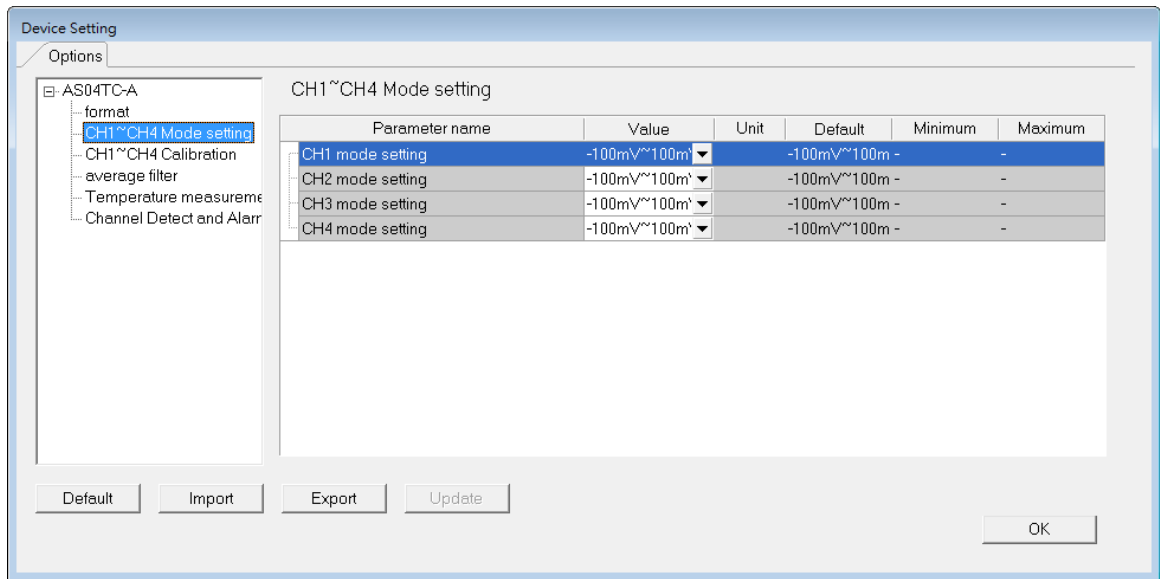 Device Setting
Options
AS04TC-A
format
CH1~CH4 Mode setting
CH1~CH4 Calibration
average filter
Temperature measureme
Channel Detect and Alarr
CH1~CH4 Mode setting
Parameter name Value Unit Default Minimum Maximum
CH1 mode setting -100mV~100m -100mV~100m - -
CH2 mode setting -100mV~100m -100mV~100m - -
CH3 mode setting -100mV~100m -100mV~100m - -
CH4 mode setting -100mV~100m -100mV~100m - -
Default Import Export Update
OK